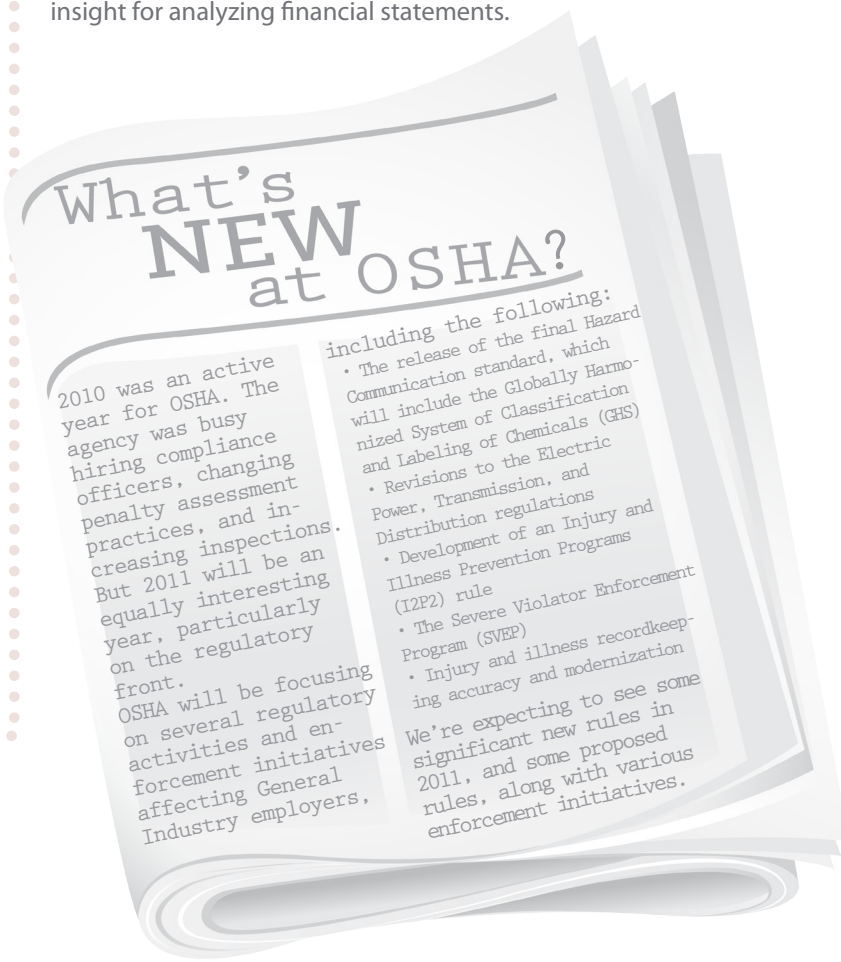 insight for analyzing financial statements.
What's
NEW
at OSHA?
2010 was an active
year for OSHA. The
agency was busy
hiring compliance
officers, changing
penalty assessment
practices, and in-
creasing inspections.
But 2011 will be an
equally interesting
year, particularly
on the regulatory
front.
OSHA will be focusing
on several regulatory
activities and en-
forcement initiatives
affecting General
Industry employers,
including the following:
• The release of the final Hazard
Communication standard, which
will include the Globally Harmo-
nized System of Classification
and Labeling of Chemicals (GHS)
• Revisions to the Electric
Power, Transmission, and
Distribution regulations
• Development of an Injury and
Illness Prevention Programs
(I2P2) rule
• The Severe Violator Enforcement
Program (SVEP)
• Injury and illness recordkeep-
ing accuracy and modernization
We're expecting to see some
significant new rules in
2011, and some proposed
rules, along with various
enforcement initiatives.